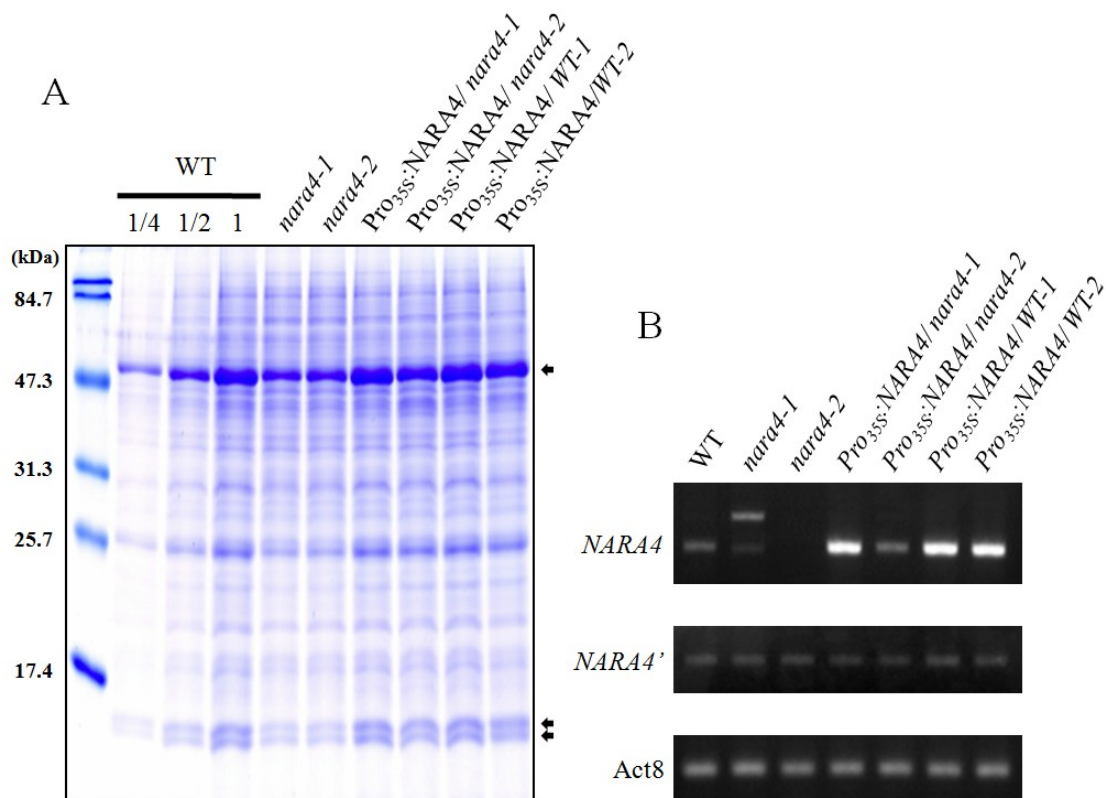 A
WT
1/4 1/2 1 nara4-1 nara4-2 Pro35S:NARA4/ nara4-1 Pro35S:NARA4/ nara4-2 Pro35S:NARA4/ WT-1 Pro35S:NARA4/WT-2
(kDa)
84.7
47.3
31.3
25.7
17.4
B
WT nara4-1 nara4-2 Pro35S:NARA4/ nara4-1 Pro35S:NARA4/ nara4-2 Pro35S:NARA4/ WT-1 Pro35S:NARA4/ WT-2
NARA4
NARA4’
Act8